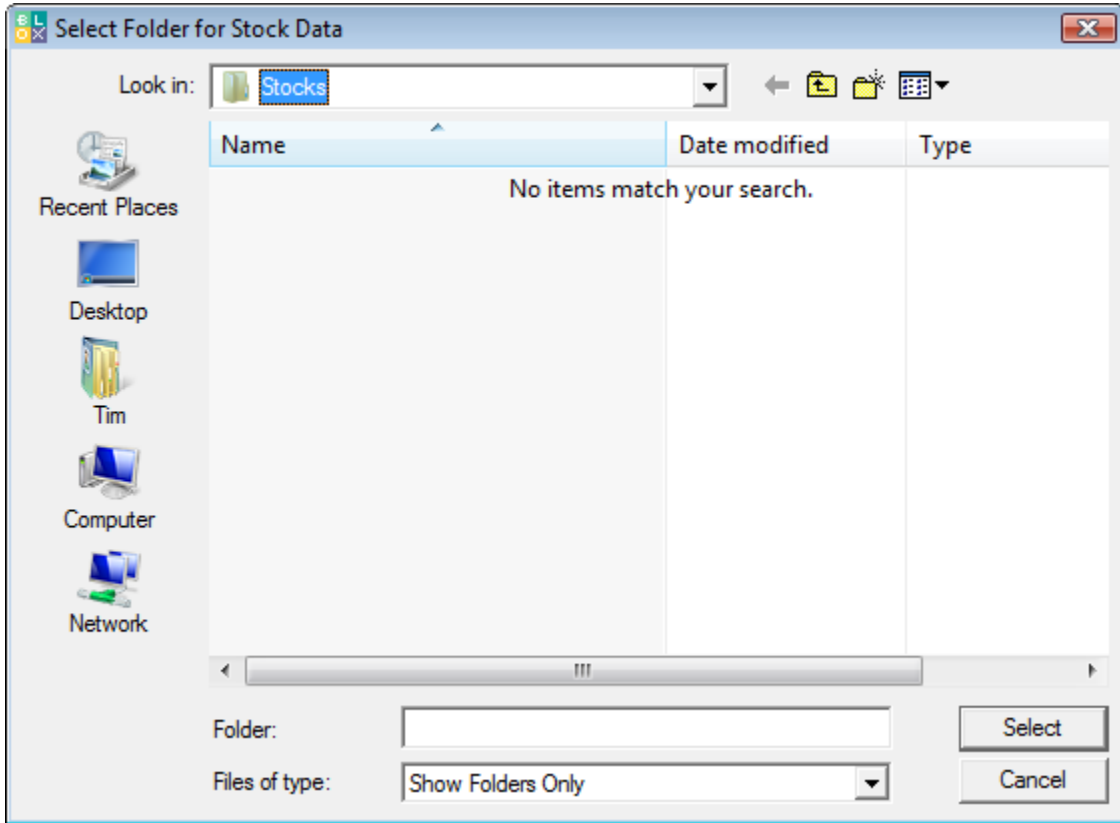 Select Folder for Stock Data
Look in: Stocks
Name Date modified Type
No items match your search.
Recent Places
Desktop
Tim
Computer
Network
Folder: Select
Files of type: Show Folders Only Cancel